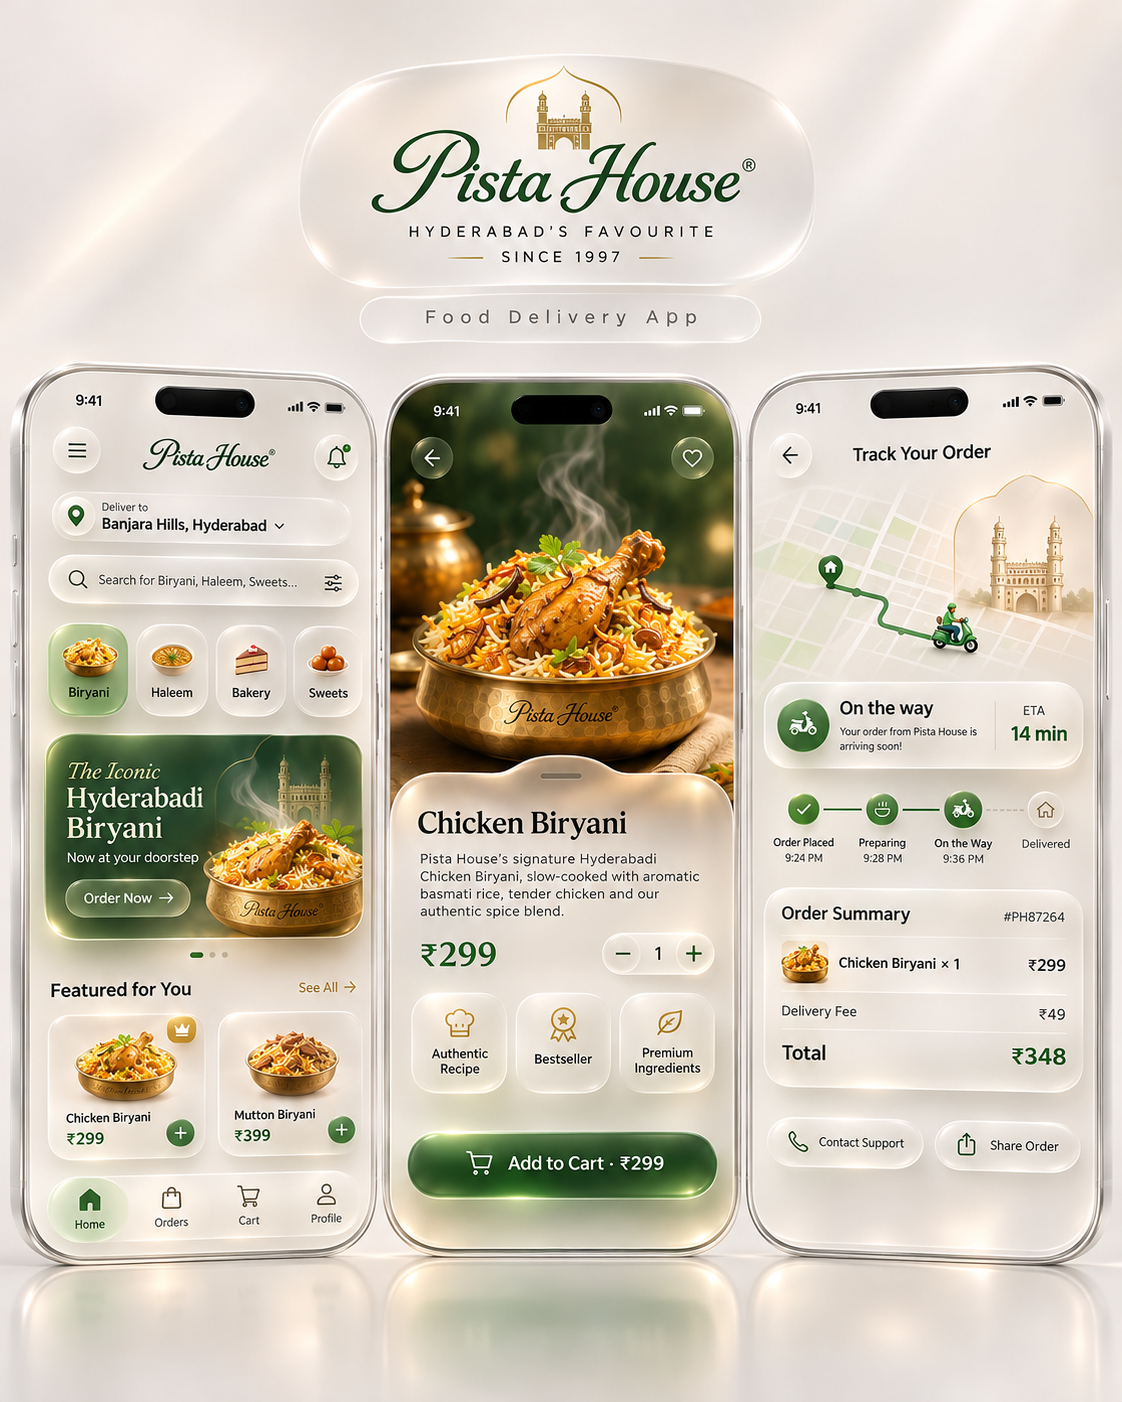 Pista House®
HYDERABAD'S FAVOURITE
SINCE 1997
Food Delivery App
9:41
Pista House®
Deliver to
Banjara Hills, Hyderabad
Search for Biryani, Haleem, Sweets...
Biryani
Haleem
Bakery
Sweets
The Iconic
Hyderabadi
Biryani
Now at your doorstep
Order Now →
Pista House®
Featured for You
See All →
Chicken Biryani
₹299
Mutton Biryani
₹399
Home
Orders
Cart
Profile
9:41
Pista House®
Chicken Biryani
Pista House's signature Hyderabadi
Chicken Biryani, slow-cooked with aromatic
basmati rice, tender chicken and our
authentic spice blend.
₹299
− 1 +
Authentic
Recipe
Bestseller
Premium
Ingredients
Add to Cart · ₹299
9:41
Track Your Order
On the way
Your order from Pista House is
arriving soon!
ETA
14 min
Order Placed
9:24 PM
Preparing
9:28 PM
On the Way
9:36 PM
Delivered
Order Summary
#PH87264
Chicken Biryani × 1
₹299
Delivery Fee
₹49
Total
₹348
Contact Support
Share Order